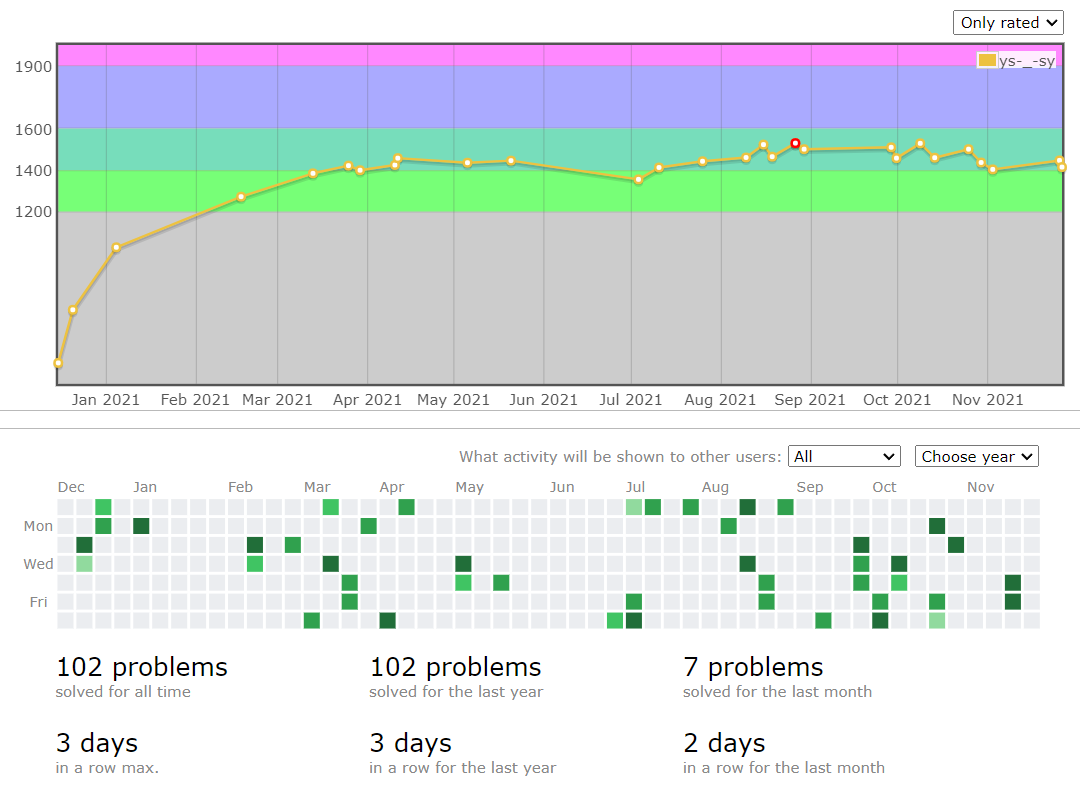 Only rated
ys-_-sy
1900
1600
1400
1200
Jan 2021 Feb 2021 Mar 2021 Apr 2021 May 2021 Jun 2021 Jul 2021 Aug 2021 Sep 2021 Oct 2021 Nov 2021
What activity will be shown to other users: All Choose year
Dec Jan Feb Mar Apr May Jun Jul Aug Sep Oct Nov
Mon
Wed
Fri
102 problems 102 problems 7 problems
solved for all time solved for the last year solved for the last month
3 days 3 days 2 days
in a row max. in a row for the last year in a row for the last month